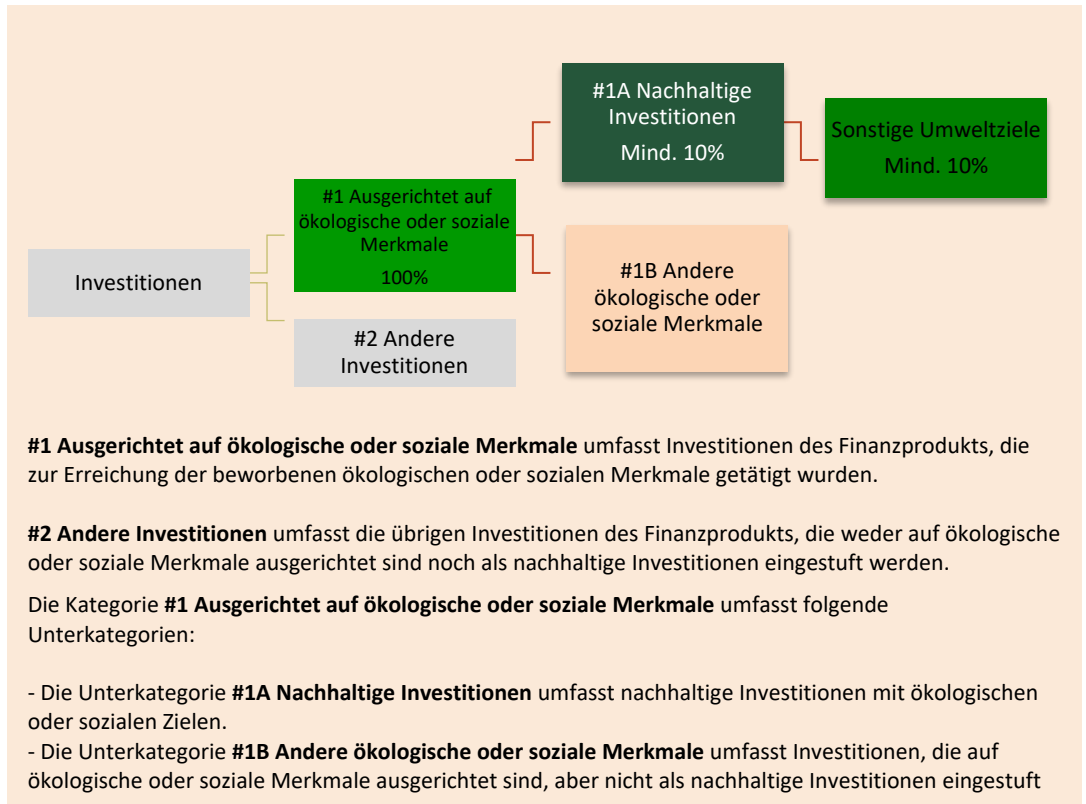 #1A Nachhaltige
Investitionen
Mind. 10%
Sonstige Umweltziele
Mind. 10%
#1 Ausgerichtet auf
ökologische oder soziale
Merkmale
100%
Investitionen
#1B Andere
ökologische oder
soziale Merkmale
#2 Andere
Investitionen
#1 Ausgerichtet auf ökologische oder soziale Merkmale umfasst Investitionen des Finanzprodukts, die
zur Erreichung der beworbenen ökologischen oder sozialen Merkmale getätigt wurden.
#2 Andere Investitionen umfasst die übrigen Investitionen des Finanzprodukts, die weder auf ökologische
oder soziale Merkmale ausgerichtet sind noch als nachhaltige Investitionen eingestuft werden.
Die Kategorie #1 Ausgerichtet auf ökologische oder soziale Merkmale umfasst folgende
Unterkategorien:
- Die Unterkategorie #1A Nachhaltige Investitionen umfasst nachhaltige Investitionen mit ökologischen
oder sozialen Zielen.
- Die Unterkategorie #1B Andere ökologische oder soziale Merkmale umfasst Investitionen, die auf
ökologische oder soziale Merkmale ausgerichtet sind, aber nicht als nachhaltige Investitionen eingestuft